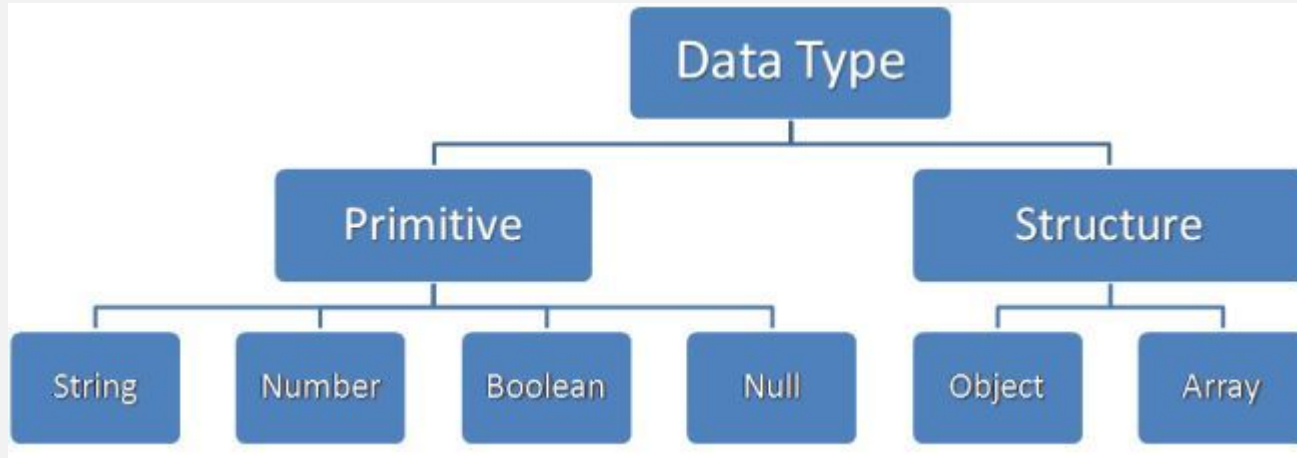 Data Type
Primitive
Structure
String
Number
Boolean
Null
Object
Array